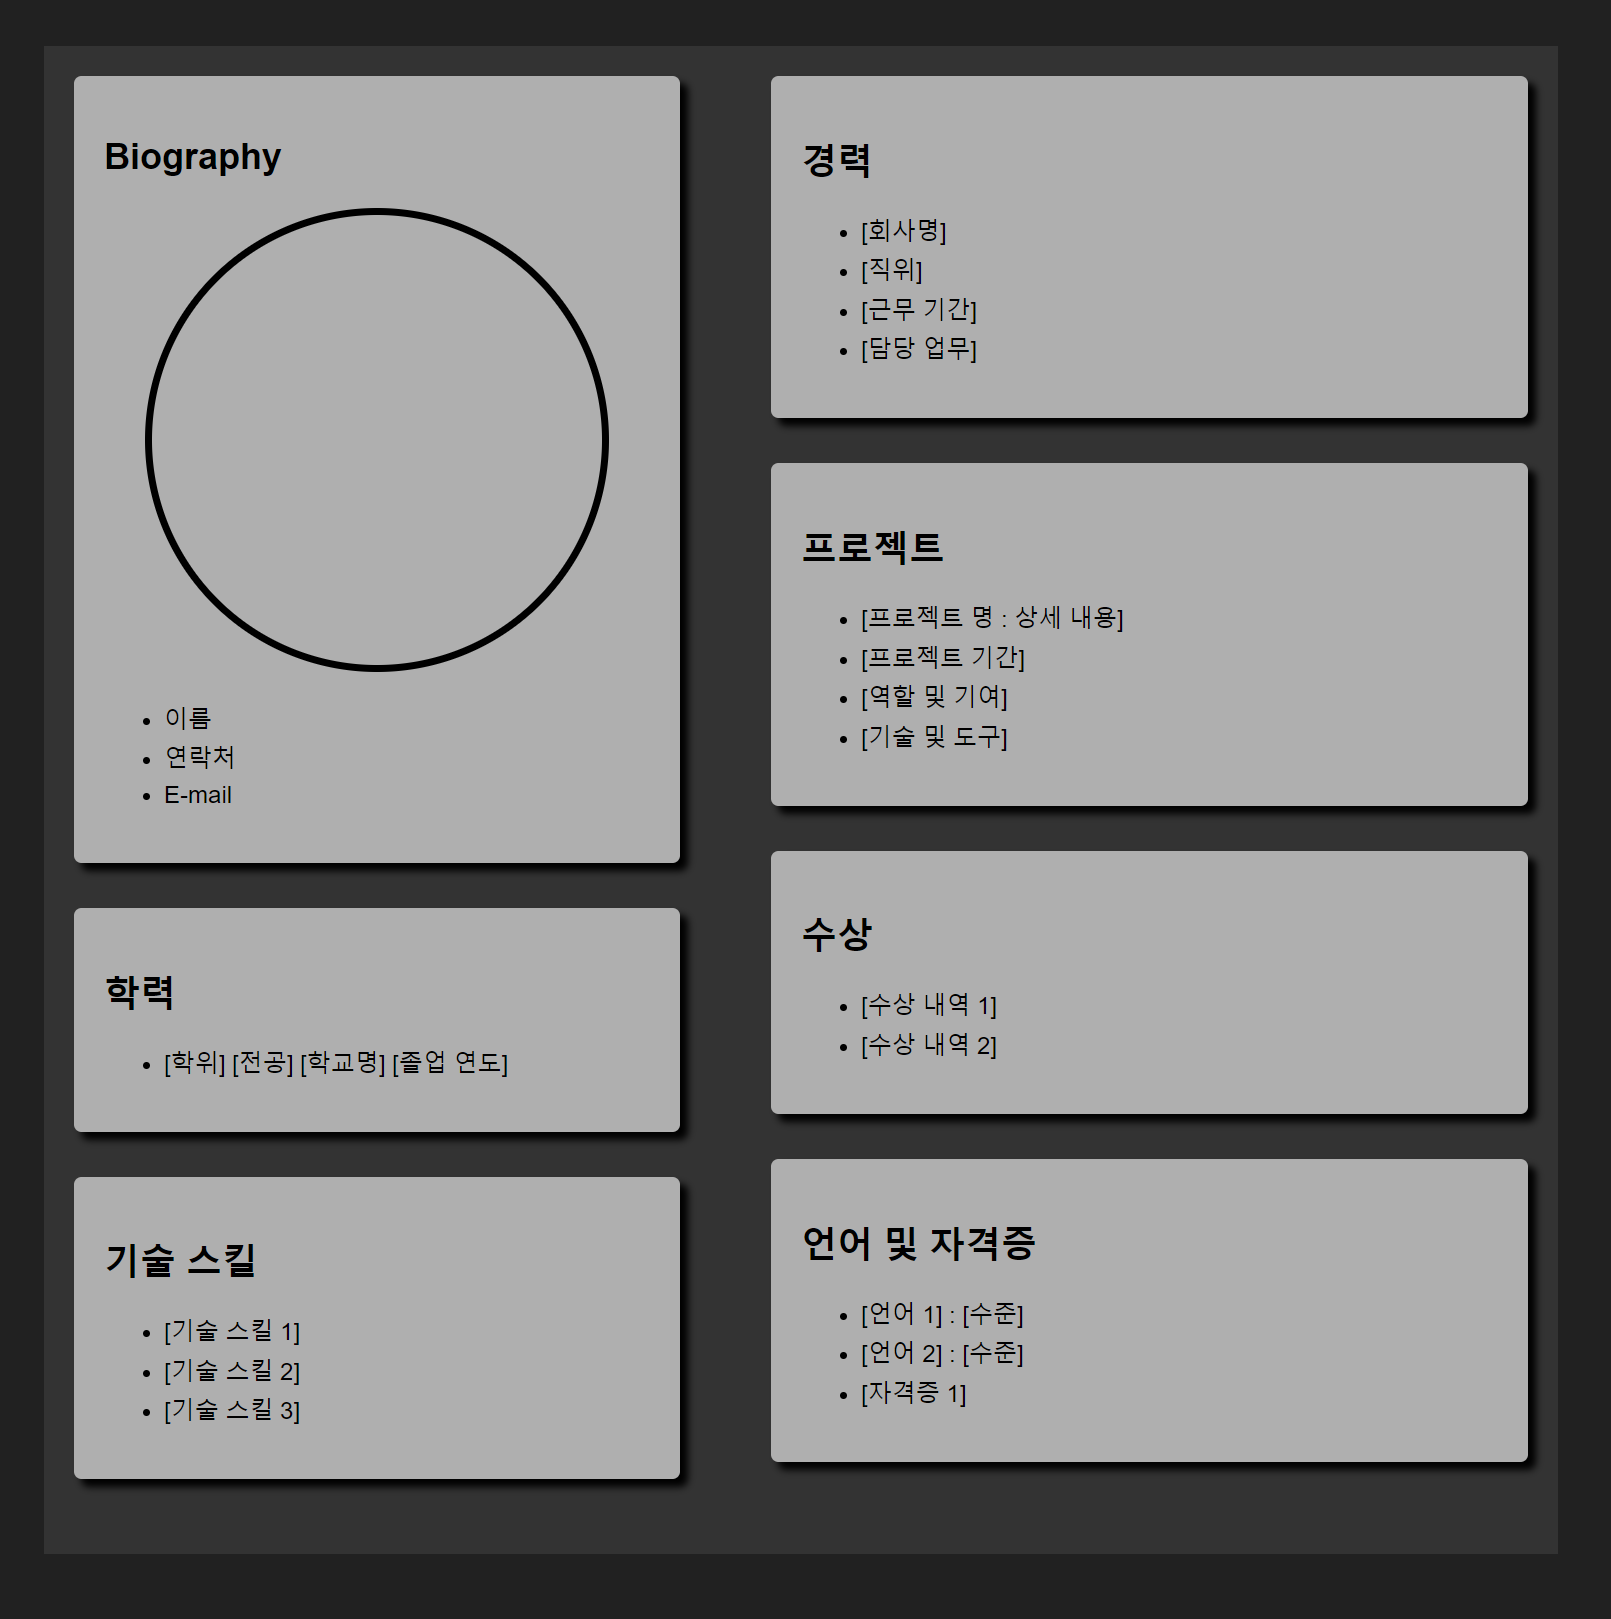 Biography
이름
연락처
E-mail
학력
[학위] [전공] [학교명] [졸업 연도]
기술 스킬
[기술 스킬 1]
[기술 스킬 2]
[기술 스킬 3]
경력
[회사명]
[직위]
[근무 기간]
[담당 업무]
프로젝트
[프로젝트 명 : 상세 내용]
[프로젝트 기간]
[역할 및 기여]
[기술 및 도구]
수상
[수상 내역 1]
[수상 내역 2]
언어 및 자격증
[언어 1] : [수준]
[언어 2] : [수준]
[자격증 1]